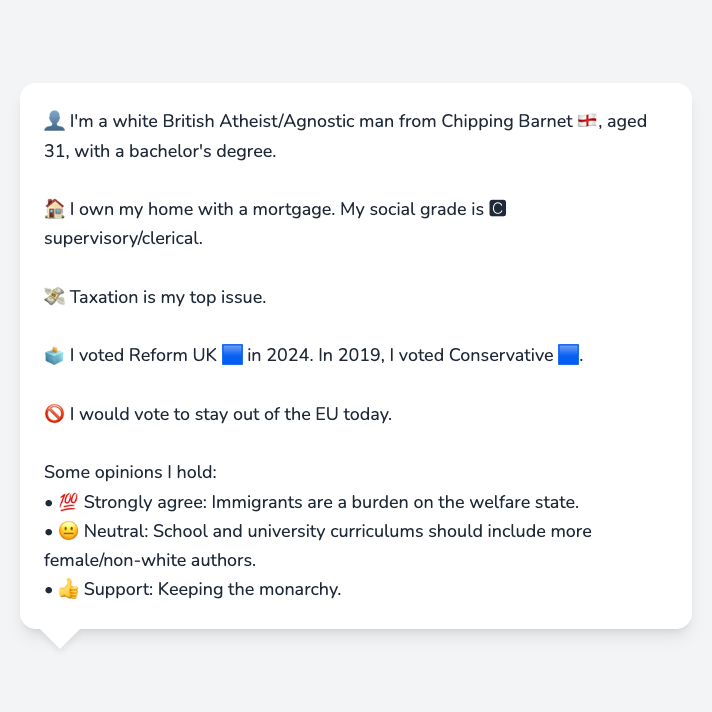 👤 I'm a white British Atheist/Agnostic man from Chipping Barnet 🏴󠁧󠁢󠁥󠁮󠁧󠁿, aged
31, with a bachelor's degree.
🏠 I own my home with a mortgage. My social grade is 🅲
supervisory/clerical.
💸 Taxation is my top issue.
🗳️ I voted Reform UK 🟦 in 2024. In 2019, I voted Conservative 🟦.
🚫 I would vote to stay out of the EU today.
Some opinions I hold:
• 💯 Strongly agree: Immigrants are a burden on the welfare state.
• 😐 Neutral: School and university curriculums should include more
female/non-white authors.
• 👍 Support: Keeping the monarchy.